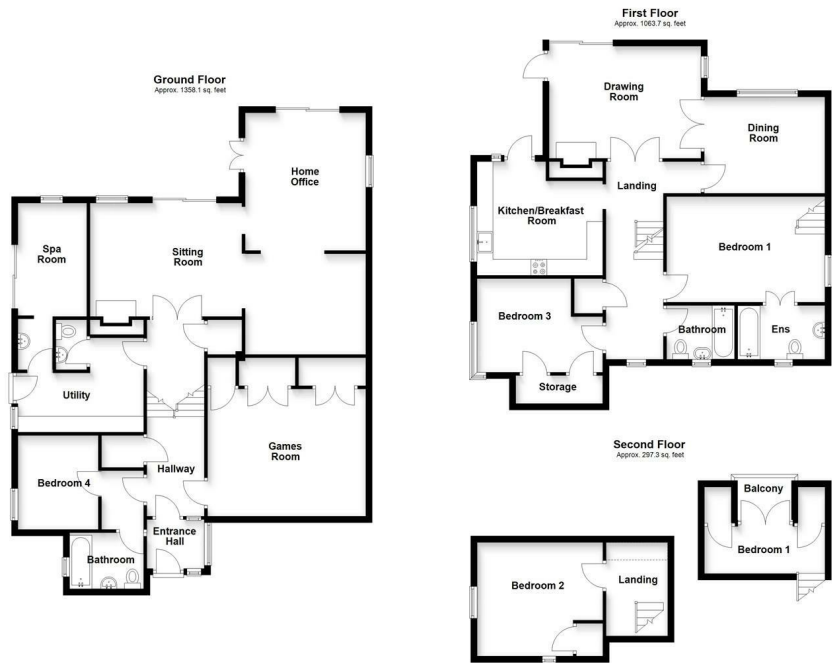 Ground Floor
Approx. 1358.1 sq. feet
Home
Office
Spa
Room
Sitting
Room
Utility
Games
Room
Hallway
Bedroom 4
Entrance
Hall
Bathroom
First Floor
Approx. 1063.7 sq. feet
Drawing
Room
Dining
Room
Landing
Kitchen/Breakfast
Room
Bedroom 1
Bedroom 3
Bathroom
Ens
Storage
Second Floor
Approx. 297.3 sq. feet
Balcony
Bedroom 1
Bedroom 2
Landing